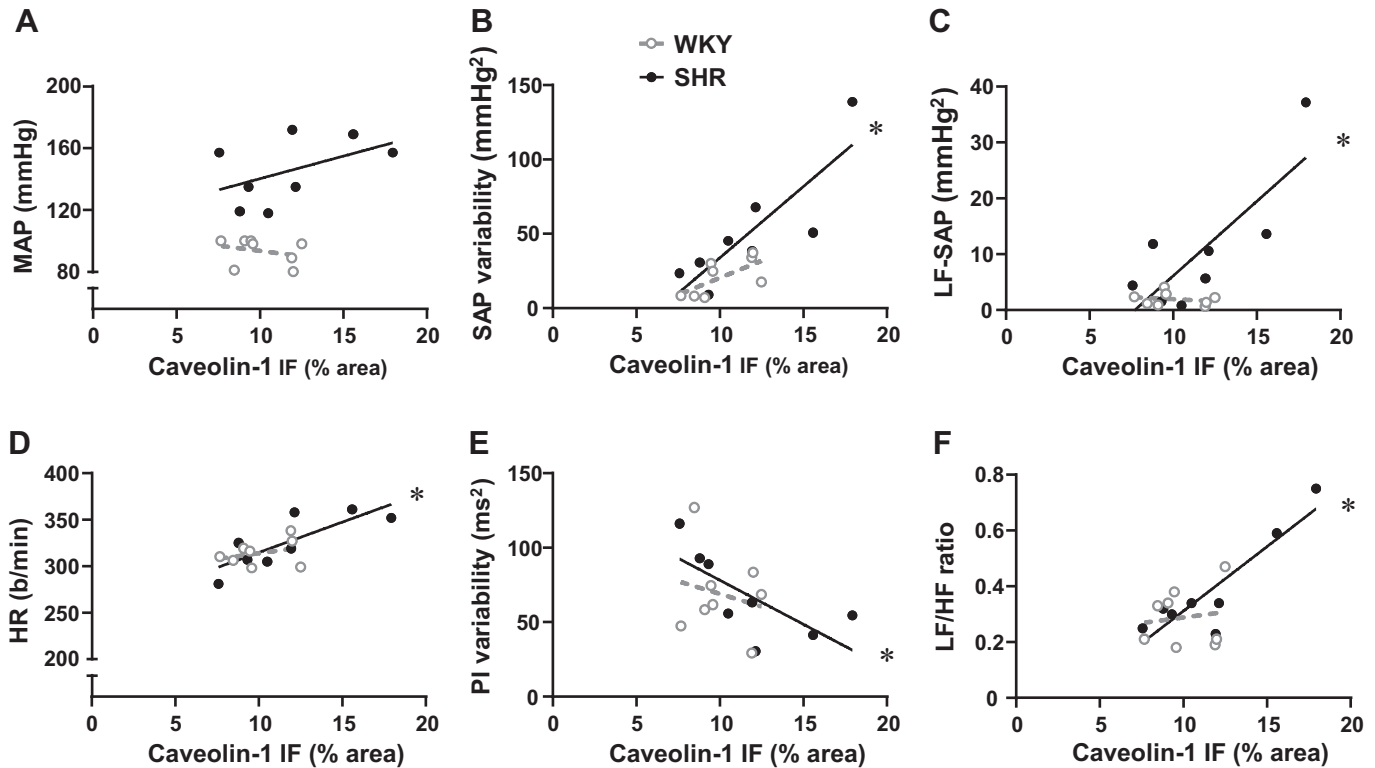 A
MAP (mmHg)
200
160
120
80
0 5 10 15 20
Caveolin-1 IF (% area)
B
WKY
SHR
SAP variability (mmHg²)
150
100
50
0
0 5 10 15 20
Caveolin-1 IF (% area)
*
C
LF-SAP (mmHg²)
40
30
20
10
0
0 5 10 15 20
Caveolin-1 IF (% area)
*
D
HR (b/min)
400
350
300
250
200
0 5 10 15 20
Caveolin-1 IF (% area)
*
E
PI variability (ms²)
150
100
50
0
0 5 10 15 20
Caveolin-1 IF (% area)
*
F
LF/HF ratio
0.8
0.6
0.4
0.2
0
0 5 10 15 20
Caveolin-1 IF (% area)
*